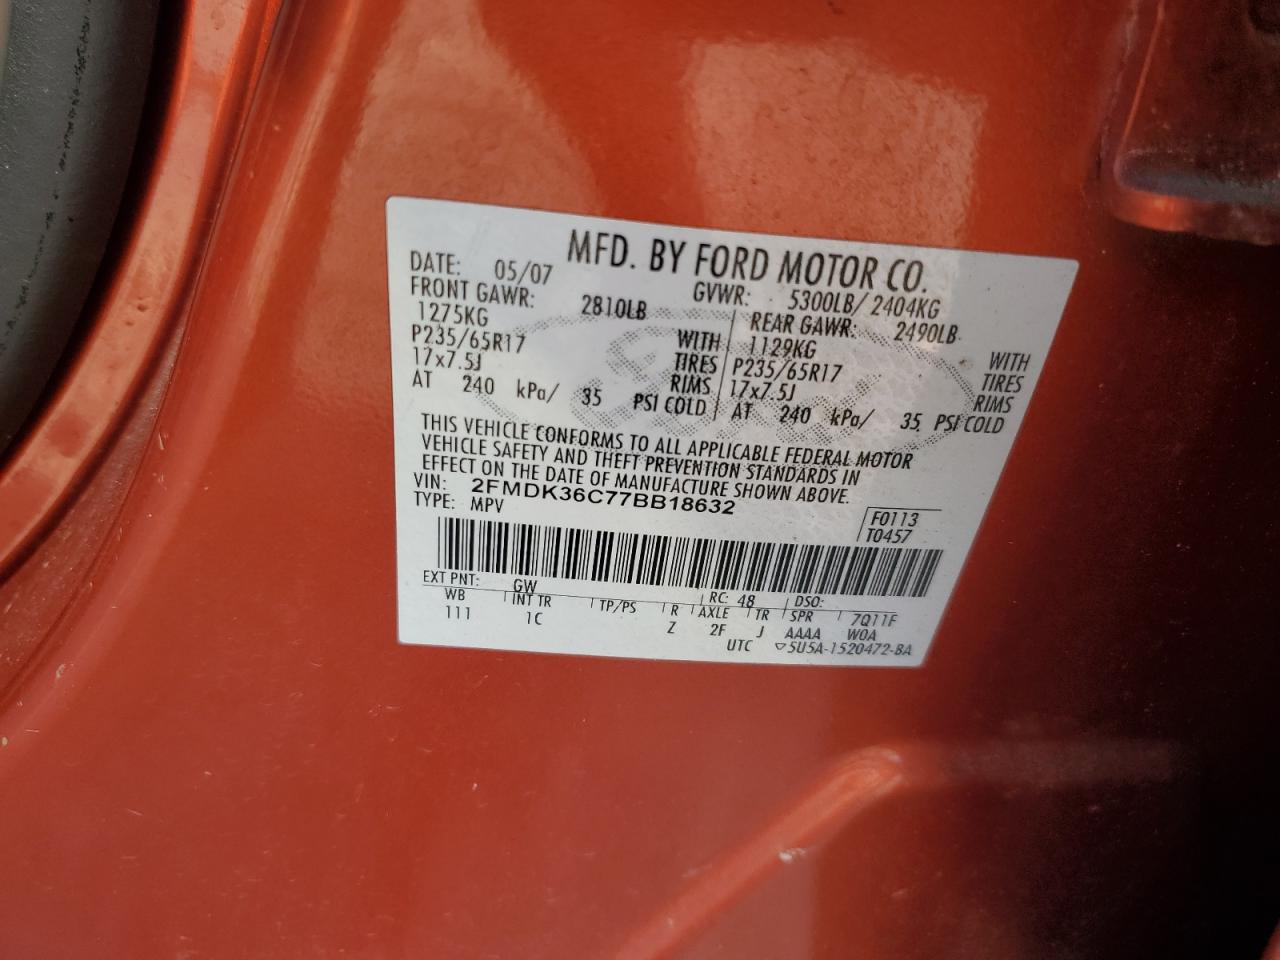 MFD. BY FORD MOTOR CO.
DATE: 05/07 GVWR: 5300LB/ 2404KG
FRONT GAWR: 2810LB REAR GAWR: 2490LB
1275KG WITH 1129KG WITH
P235/65R17 TIRES P235/65R17 TIRES
17x7.5J RIMS 17x7.5J RIMS
AT 240 kPa/ 35 PSI COLD AT 240 kPa/ 35 PSI COLD
THIS VEHICLE CONFORMS TO ALL APPLICABLE FEDERAL MOTOR
VEHICLE SAFETY AND THEFT PREVENTION STANDARDS IN
EFFECT ON THE DATE OF MANUFACTURE SHOWN ABOVE.
VIN: 2FMDK36C77BB18632
TYPE: MPV
F0113
T0457
EXT PNT: GW RC: 48 DSO:
WB INT TR TP/PS R AXLE TR SPR 7Q11F
111 1C Z 2F J AAAA W0A
UTC ▽5U5A-1520472-BA